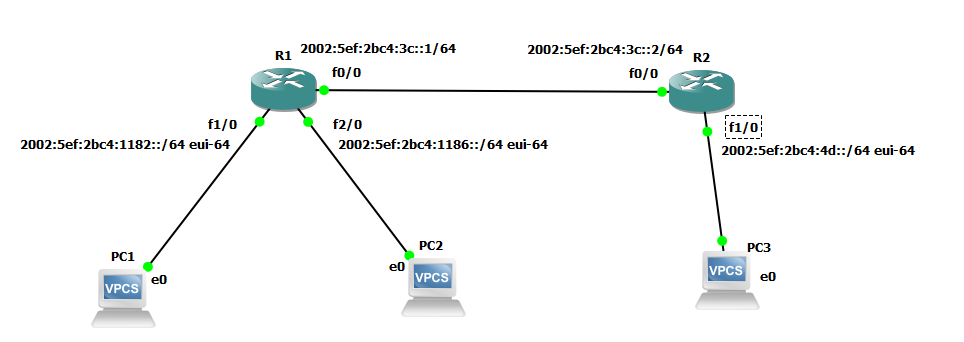 2002:5ef:2bc4:3c::1/64
2002:5ef:2bc4:3c::2/64
R1
R2
f0/0
f0/0
f1/0
f2/0
f1/0
2002:5ef:2bc4:1182::/64 eui-64
2002:5ef:2bc4:1186::/64 eui-64
2002:5ef:2bc4:4d::/64 eui-64
PC1
PC2
PC3
e0
e0
e0
VPCS
VPCS
VPCS